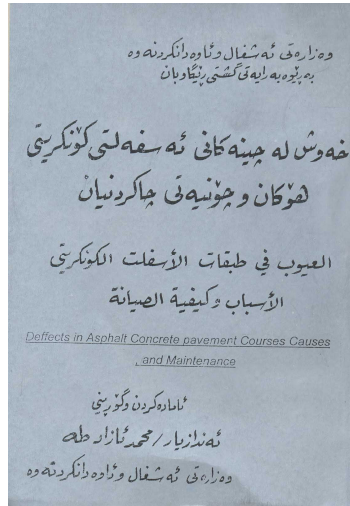 وەزارەتی ئەشغال وئاوەدانکردنەوە
بەڕێوەبەرایەتی گشتی ڕێگاوبان
خەوش لە چینەکانی ئەسفەلتی کۆنکریتی
هۆکان وچۆنیەتی چاکردنیان
العيوب في طبقات الأسفلت الكونكريتي
الأسباب وكيفية الصيانة
Deffects in Asphalt Concrete pavement Courses Causes
, and Maintenance
ئامادەکردن وگۆڕینی
ئەندازیار/محمد ئازاد طه
وەزارەتی ئەشغال وئاوەدانکردنەوە